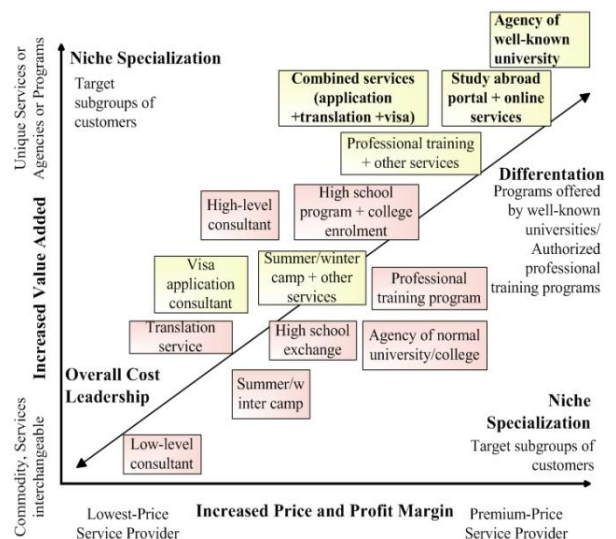 Agency of
well-known
university
Unique Services or
Agencies or Programs
Niche Specialization
Target
subgroups of
customers
Combined services
(application
+translation +visa)
Study abroad
portal + online
services
Professional training
+ other services
Differentation
Programs offered
by well-known
universities/
Authorized
professional
training programs
High-level
consultant
High school
program + college
enrolment
Increased Value Added
Visa
application
consultant
Summer/winter
camp + other
services
Professional
training program
Translation
service
High school
exchange
Agency of normal
university/college
Overall Cost
Leadership
Summer/w
inter camp
Niche
Specialization
Target subgroups of
customers
Commodity, Services
interchangeable
Low-level
consultant
Lowest-Price
Service Provider
Increased Price and Profit Margin
Premium-Price
Service Provider